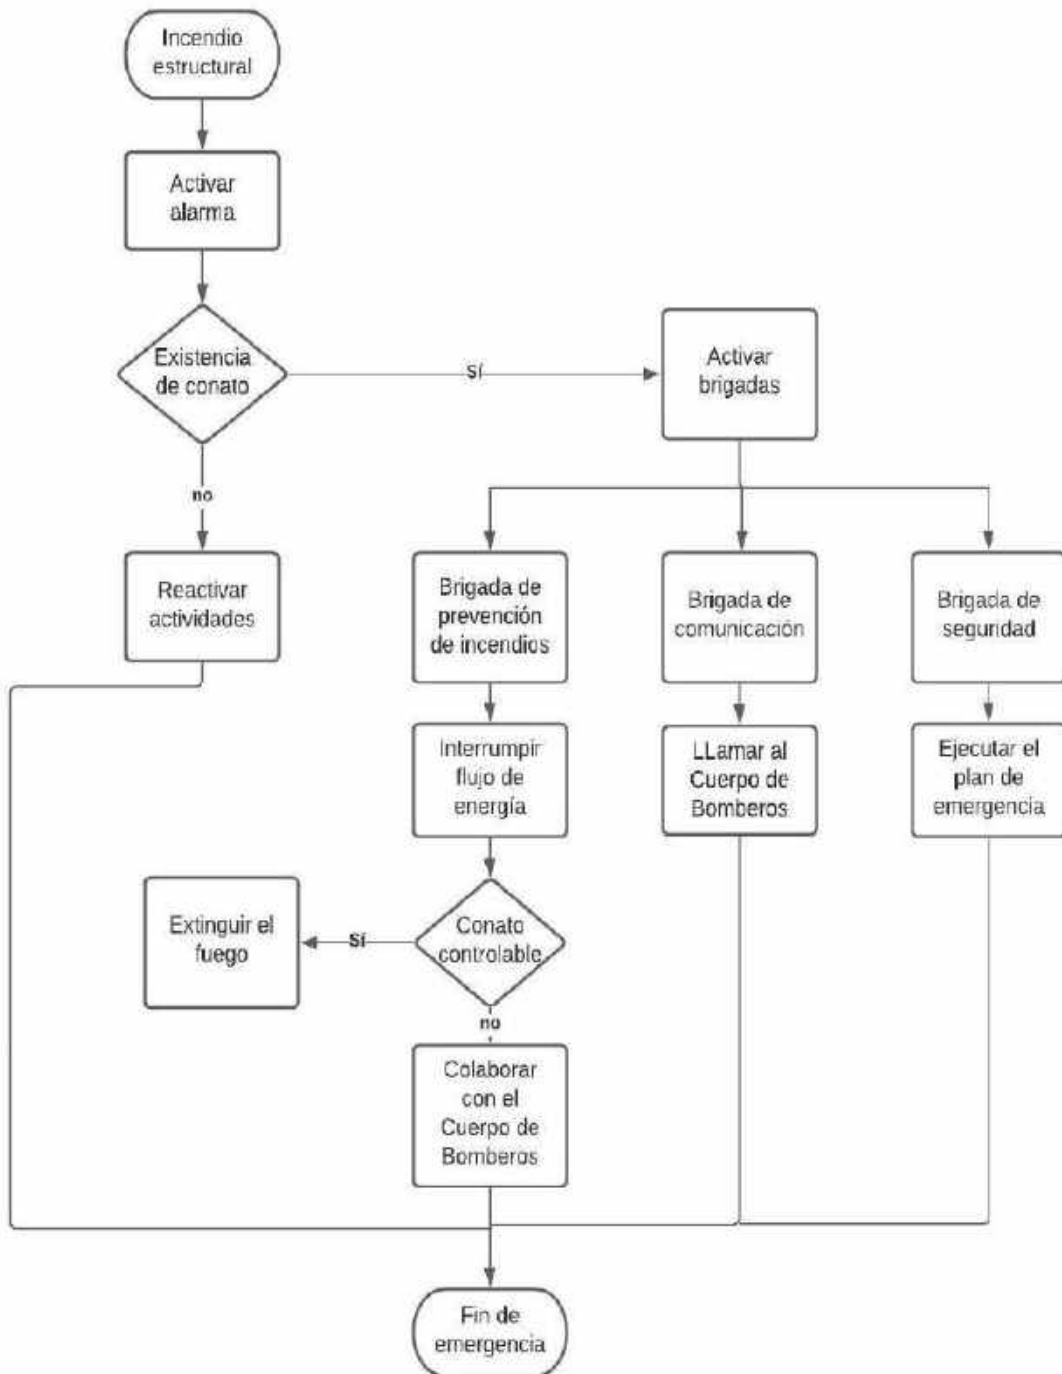 Incendio
estructural
Activar
alarma
Existencia
de conato
Sí
Activar
brigadas
no
Reactivar
actividades
Brigada de
prevención
de incendios
Brigada de
comunicación
Brigada de
seguridad
Interrumpir
flujo de
energía
LLamar al
Cuerpo de
Bomberos
Ejecutar el
plan de
emergencia
Extinguir el
fuego
Sí
Conato
controlable
no
Colaborar
con el
Cuerpo de
Bomberos
Fin de
emergencia